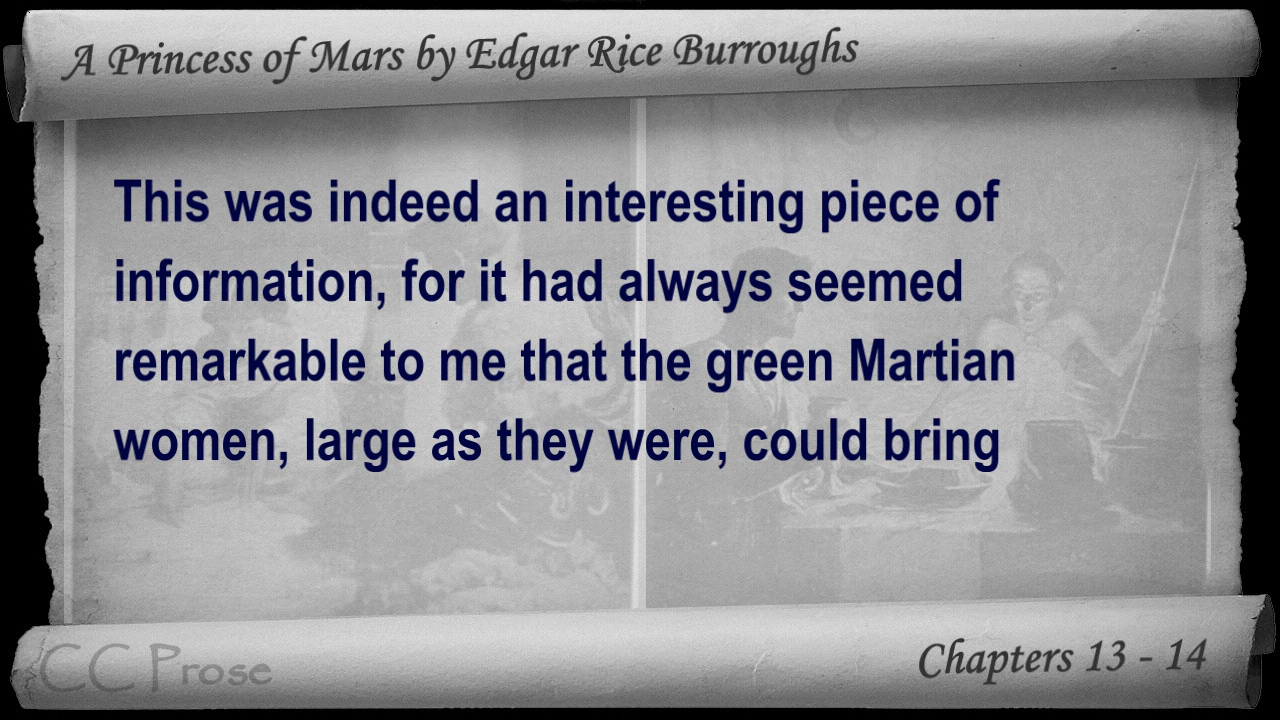 A Princess of Mars by Edgar Rice Burroughs
This was indeed an interesting piece of
information, for it had always seemed
remarkable to me that the green Martian
women, large as they were, could bring
CC Prose
Chapters 13 - 14